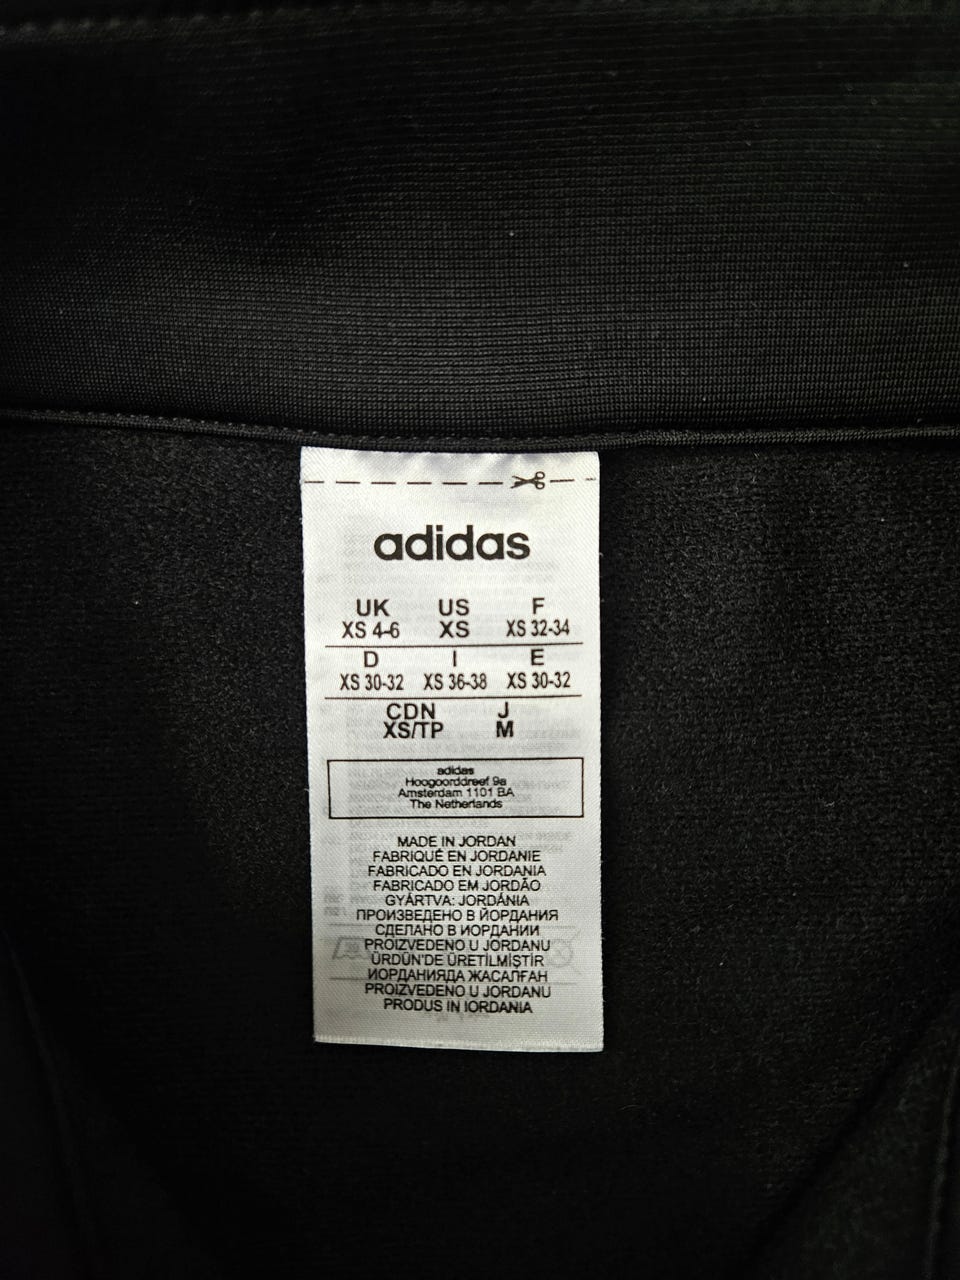 adidas
UK US F
XS 4-6 XS XS 32-34
D I E
XS 30-32 XS 36-38 XS 30-32
CDN J
XS/TP M
adidas
Hoogoorddreef 9a
Amsterdam 1101 BA
The Netherlands
MADE IN JORDAN
FABRIQUÉ EN JORDANIE
FABRICADO EN JORDANIA
FABRICADO EM JORDÃO
GYÁRTVA: JORDÁNIA
ПРОИЗВЕДЕНО В ЙОРДАНИЯ
СДЕЛАНО В ИОРДАНИИ
PROIZVEDENO U JORDANU
ÜRDÜN'DE ÜRETİLMİŞTİR
ИОРДАНИЯДА ЖАСАЛҒАН
PROIZVEDENO U JORDANU
PRODUS IN IORDANIA